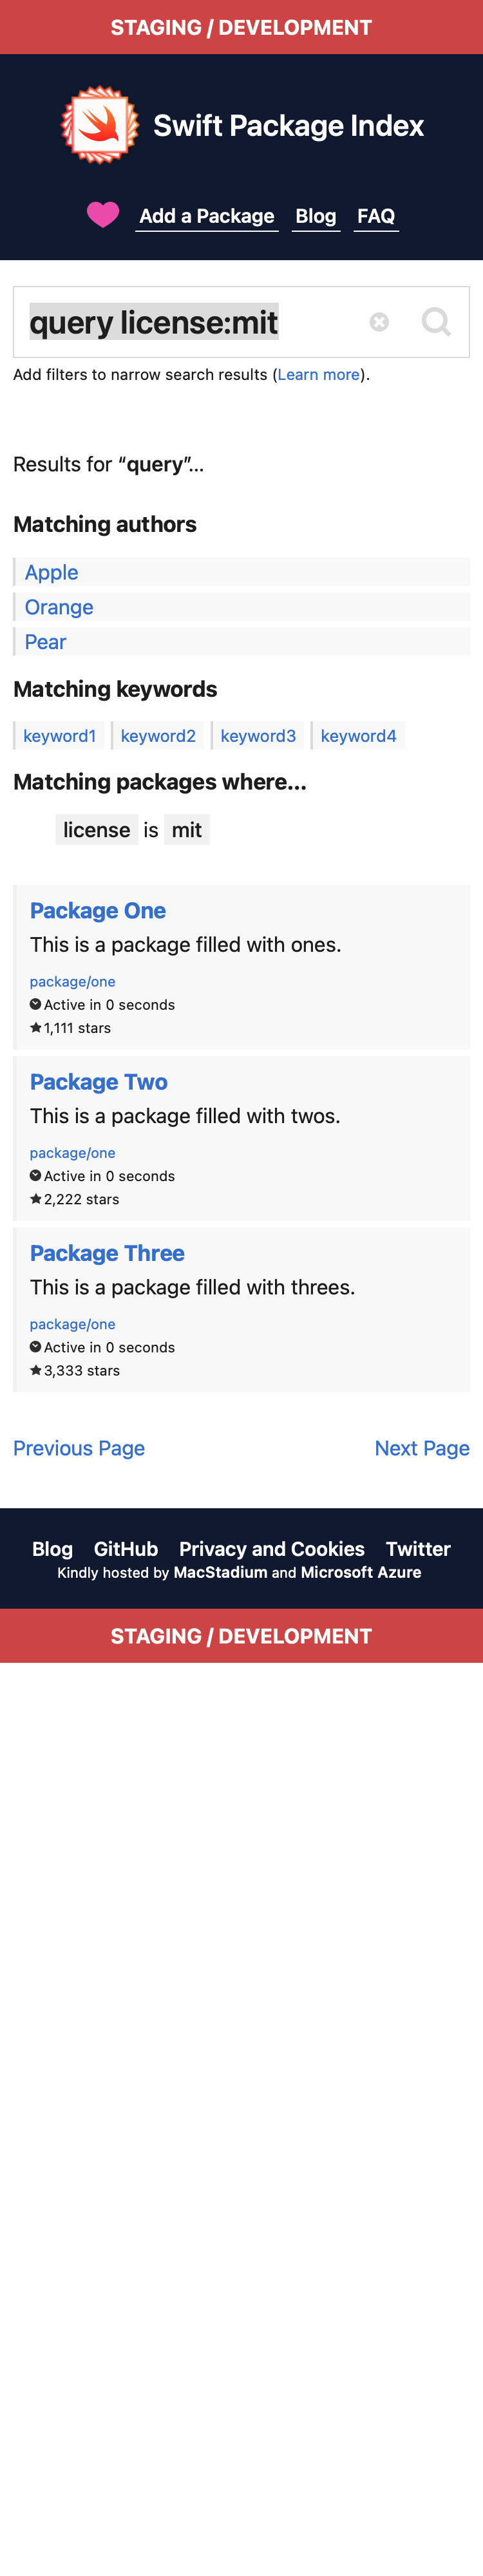 STAGING / DEVELOPMENT
Swift Package Index
Add a Package Blog FAQ
query license:mit
Add filters to narrow search results (Learn more).
Results for “query”…
Matching authors
Apple
Orange
Pear
Matching keywords
keyword1 keyword2 keyword3 keyword4
Matching packages where…
license is mit
Package One
This is a package filled with ones.
package/one
Active in 0 seconds
1,111 stars
Package Two
This is a package filled with twos.
package/one
Active in 0 seconds
2,222 stars
Package Three
This is a package filled with threes.
package/one
Active in 0 seconds
3,333 stars
Previous Page Next Page
Blog GitHub Privacy and Cookies Twitter
Kindly hosted by MacStadium and Microsoft Azure
STAGING / DEVELOPMENT